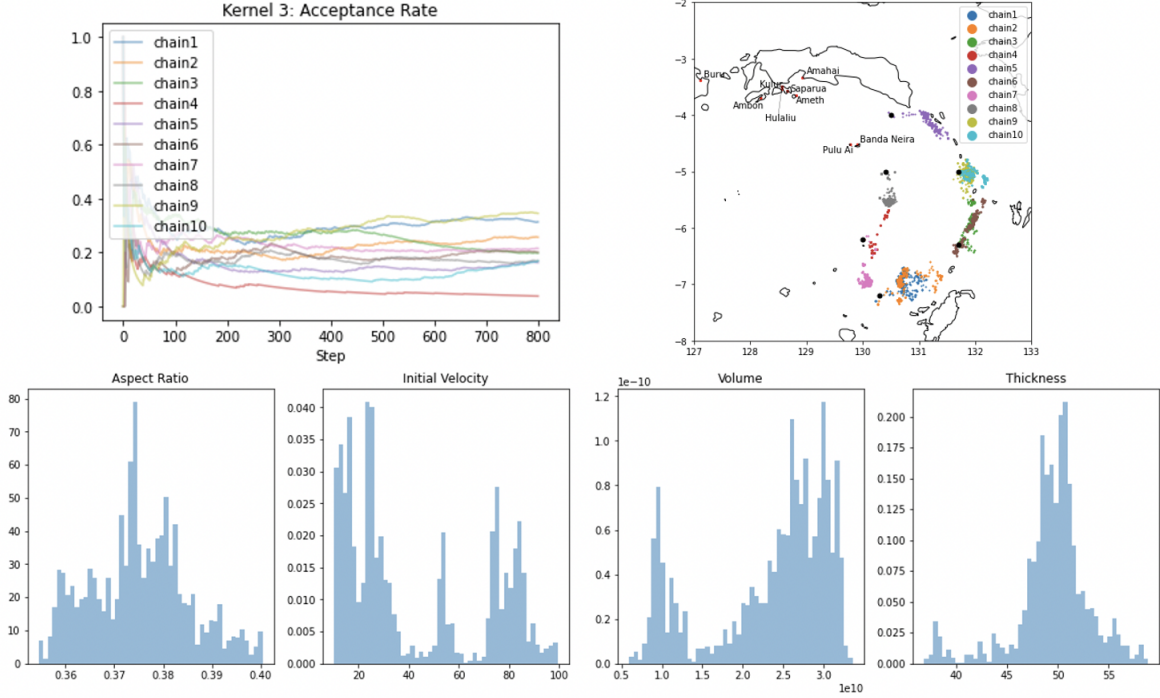 Kernel 3: Acceptance Rate
1.0
0.8
0.6
0.4
0.2
0.0
chain1
chain2
chain3
chain4
chain5
chain6
chain7
chain8
chain9
chain10
0 100 200 300 400 500 600 700 800
Step
−2
−3
−4
−5
−6
−7
−8
chain1
chain2
chain3
chain4
chain5
chain6
chain7
chain8
chain9
chain10
Amahai
Saparua
Ameth
Ambon
Hulaliu
Banda Neira
Pulu Ai
127 128 129 130 131 132 133
Aspect Ratio
80
70
60
50
40
30
20
10
0
0.36 0.37 0.38 0.39 0.40
Initial Velocity
0.040
0.035
0.030
0.025
0.020
0.015
0.010
0.005
0.000
20 40 60 80 100
1e−10
Volume
1.2
1.0
0.8
0.6
0.4
0.2
0.0
0.5 1.0 1.5 2.0 2.5 3.0
1e10
Thickness
0.200
0.175
0.150
0.125
0.100
0.075
0.050
0.025
0.000
40 45 50 55